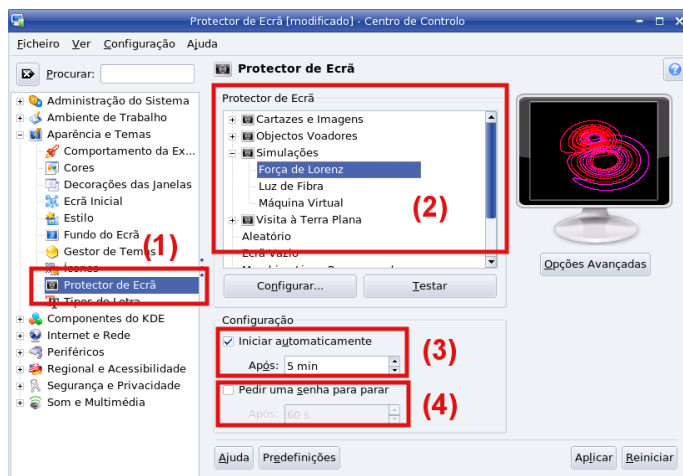 Protector de Ecrã [modificado] - Centro de Controlo
Ficheiro Ver Configuração Ajuda
Procurar:
Administração do Sistema
Ambiente de Trabalho
Aparência e Temas
Comportamento da Ex...
Cores
Decorações das Janelas
Ecrã Inicial
Estilo
Fundo do Ecrã
Gestor de Temas
(1)
Ícones
Protector de Ecrã
Tipos de Letra
Componentes do KDE
Internet e Rede
Periféricos
Regional e Acessibilidade
Segurança e Privacidade
Som e Multimédia
Protector de Ecrã
Protector de Ecrã
Cartazes e Imagens
Objectos Voadores
Simulações
Força de Lorenz
Luz de Fibra
Máquina Virtual
(2)
Visita à Terra Plana
Aleatório
Ecrã Vazio
Configurar... Testar
Opções Avançadas
Configuração
Iniciar automaticamente
Após: 5 min
(3)
Pedir uma senha para parar
Após: 60 s
(4)
Ajuda Predefinições Aplicar Reiniciar